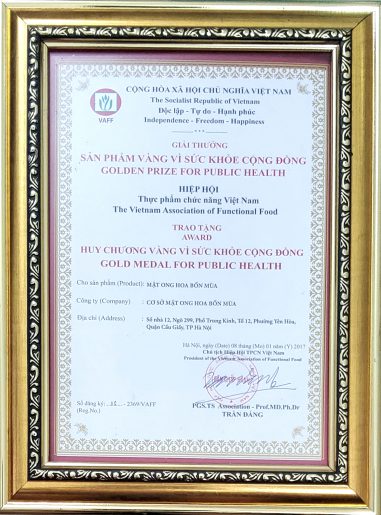 CỘNG HÒA XÃ HỘI CHỦ NGHĨA VIỆT NAM
The Socialist Republic of Vietnam
Độc lập - Tự do - Hạnh phúc
Independence - Freedom - Happiness
VAFF
GIẢI THƯỞNG
SẢN PHẨM VÀNG VÌ SỨC KHỎE CỘNG ĐỒNG
GOLDEN PRIZE FOR PUBLIC HEALTH
HIỆP HỘI
Thực phẩm chức năng Việt Nam
The Vietnam Association of Functional Food
TRAO TẶNG
AWARD
HUY CHƯƠNG VÀNG VÌ SỨC KHỎE CỘNG ĐỒNG
GOLD MEDAL FOR PUBLIC HEALTH
Cho sản phẩm (Product): MẬT ONG HOA BỐN MÙA
Công ty (Company) : CƠ SỞ MẬT ONG HOA BỐN MÙA
Địa chỉ (Address) : Số nhà 12, Ngõ 299, Phố Trung Kính, Tổ 12, Phường Yên Hòa,
Quận Cầu Giấy, TP Hà Nội
Hà Nội, ngày (Date) 08 (tháng (Mo) 01 năm (Y) 2017
Chủ tịch Hiệp Hội TPCN Việt Nam
President of the Vietnam Association of Functional Food
Số đăng ký: - 2369/VAFF
(Reg.No.)
PGS.TS Association - Prof.MD.Ph.Dr
TRẦN ĐÁNG